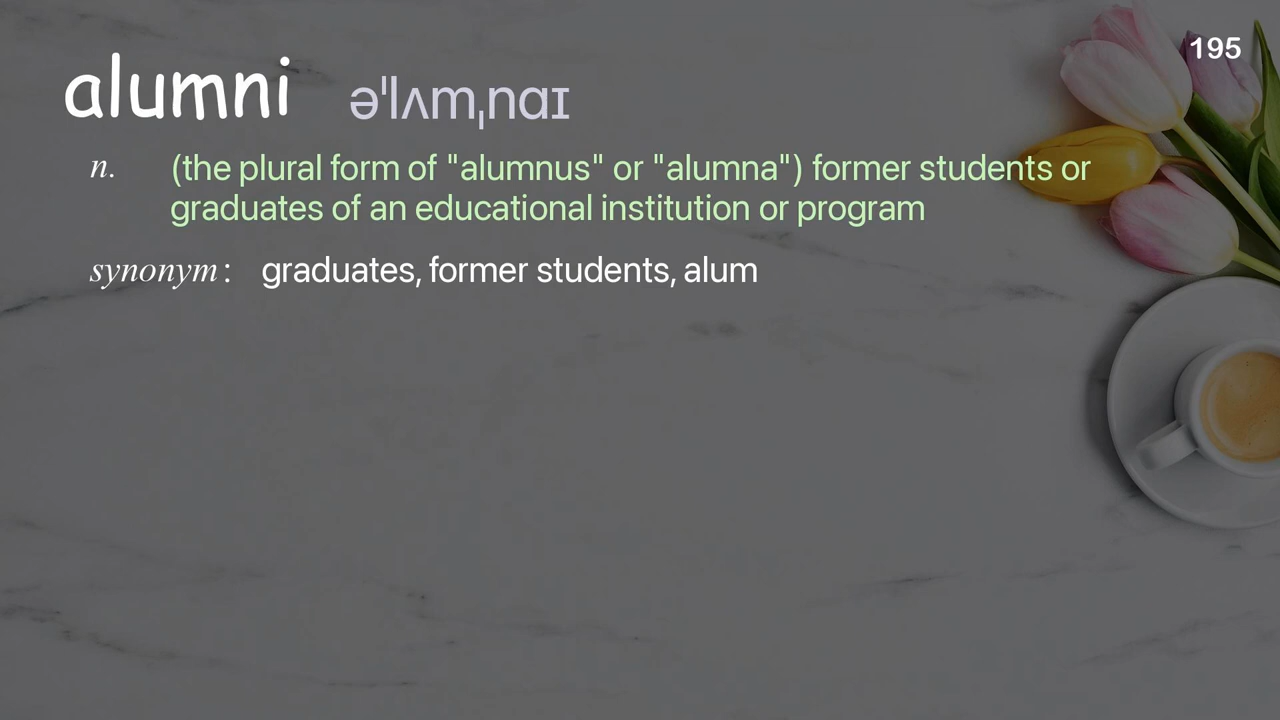 195
alumni əˈlʌmˌnɑɪ
n. (the plural form of "alumnus" or "alumna") former students or
graduates of an educational institution or program
synonym: graduates, former students, alum